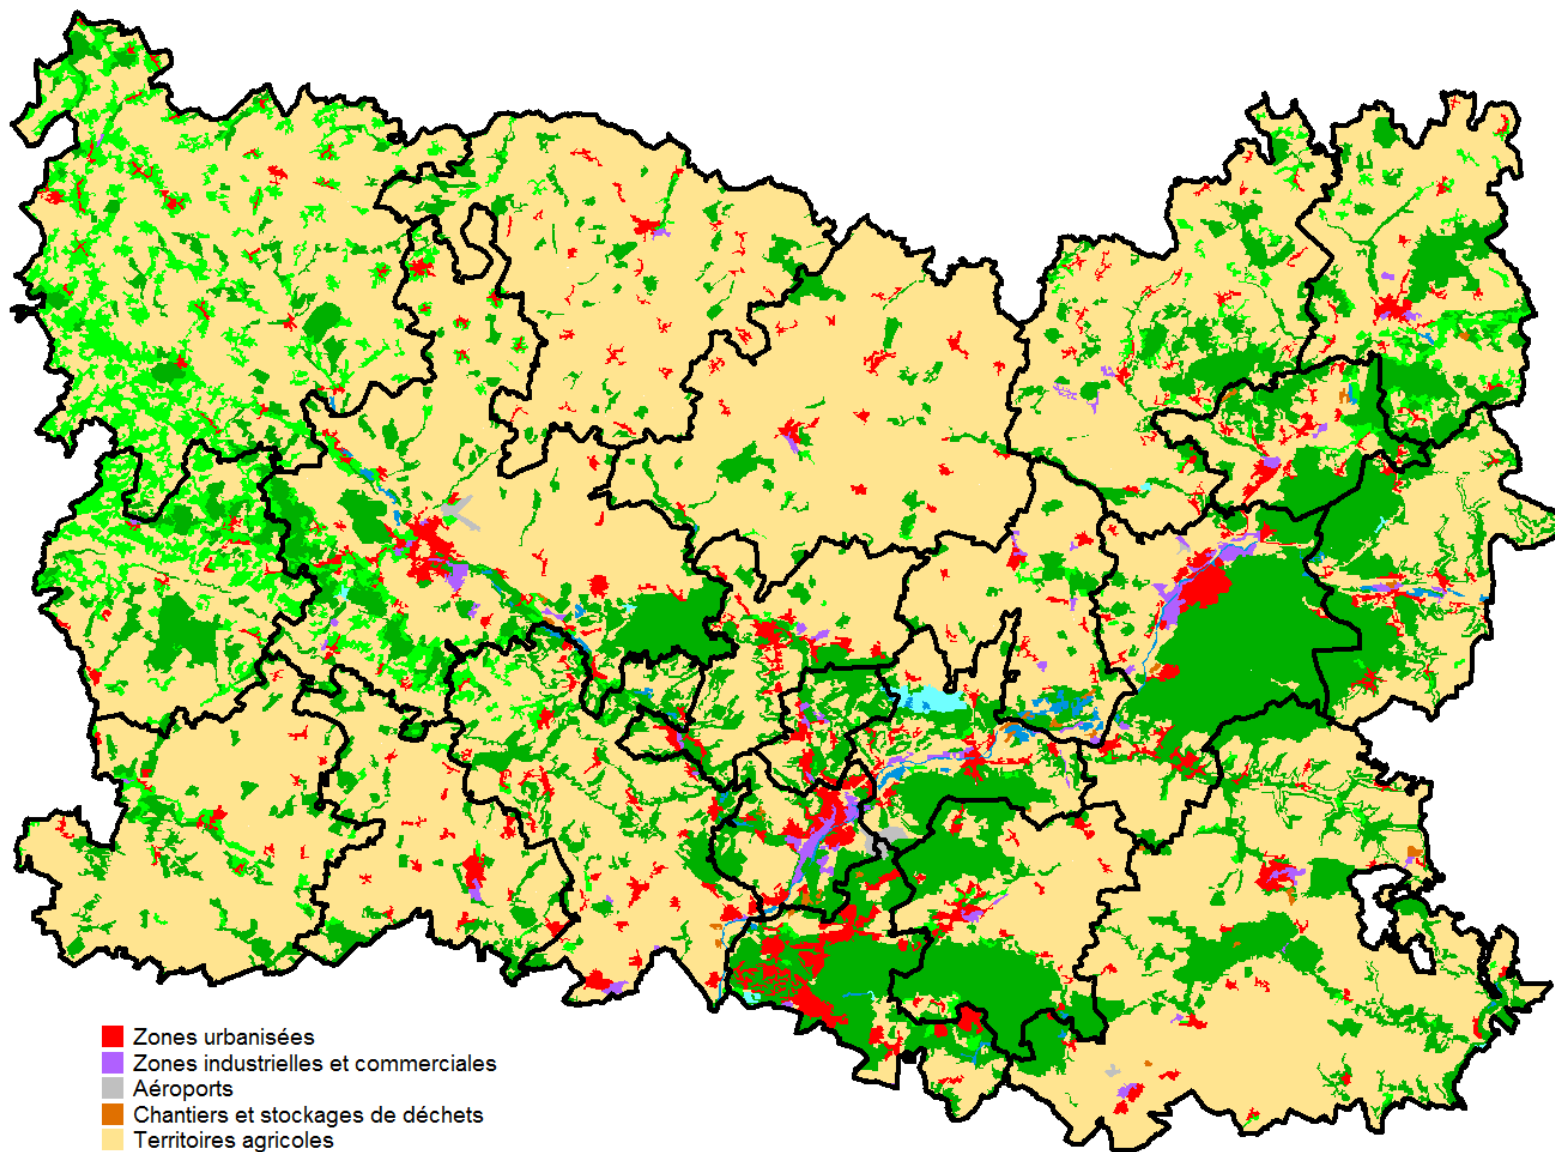 Zones urbanisées
Zones industrielles et commerciales
Aéroports
Chantiers et stockages de déchets
Territoires agricoles